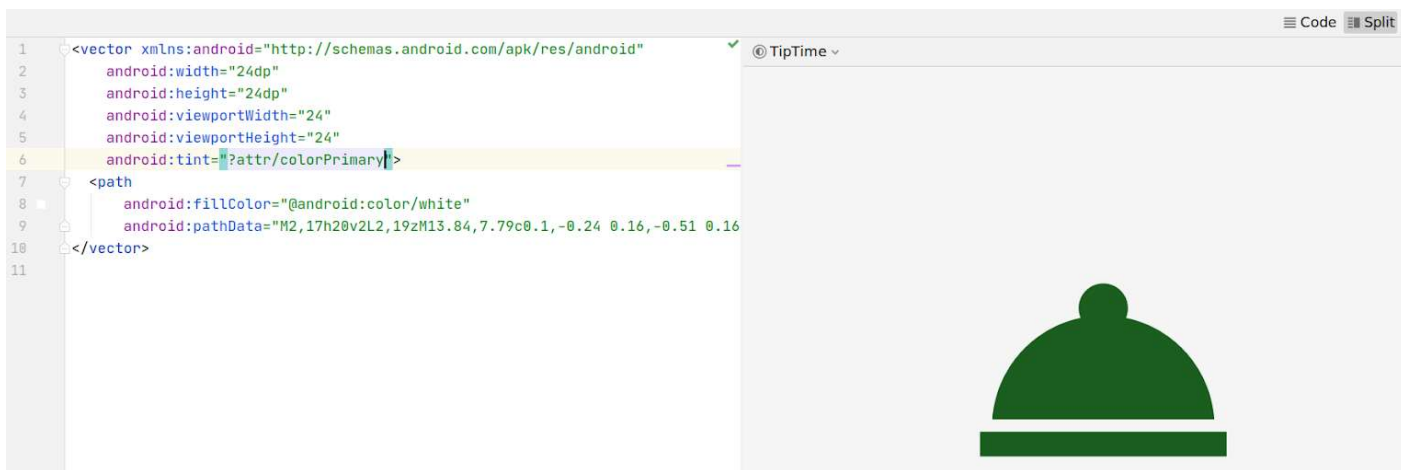 Code Split
1 <vector xmlns:android="http://schemas.android.com/apk/res/android"
TipTime
2 android:width="24dp"
3 android:height="24dp"
4 android:viewportWidth="24"
5 android:viewportHeight="24"
6 android:tint="?attr/colorPrimary">
7 <path
8 android:fillColor="@android:color/white"
9 android:pathData="M2,17h20v2L2,19zM13.84,7.79c0.1,-0.24 0.16,-0.51 0.16
10 </vector>
11